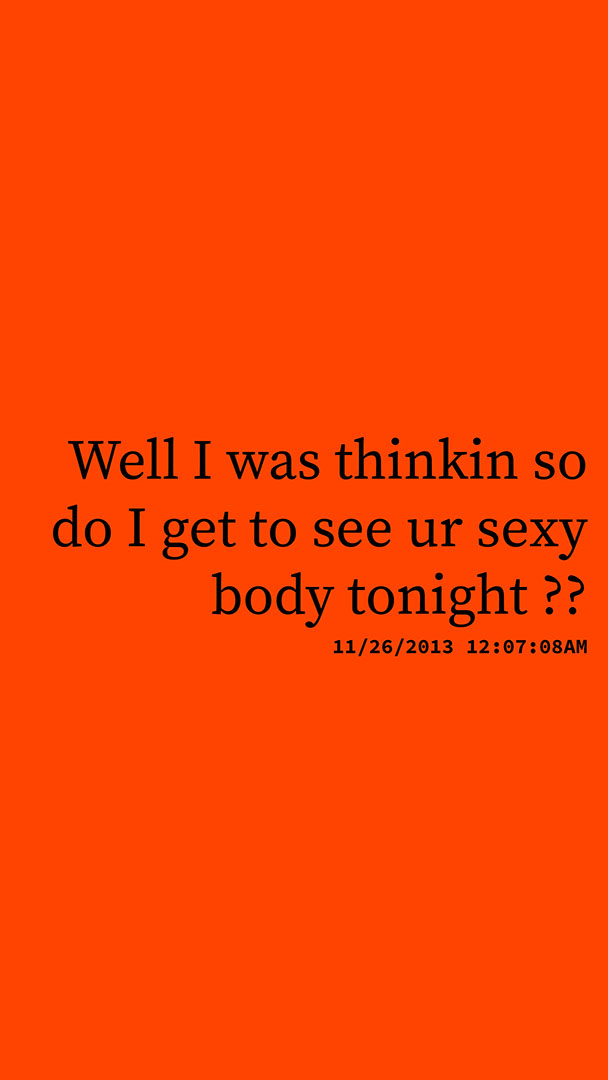 Well I was thinkin so
do I get to see ur sexy
body tonight ??
11/26/2013 12:07:08AM